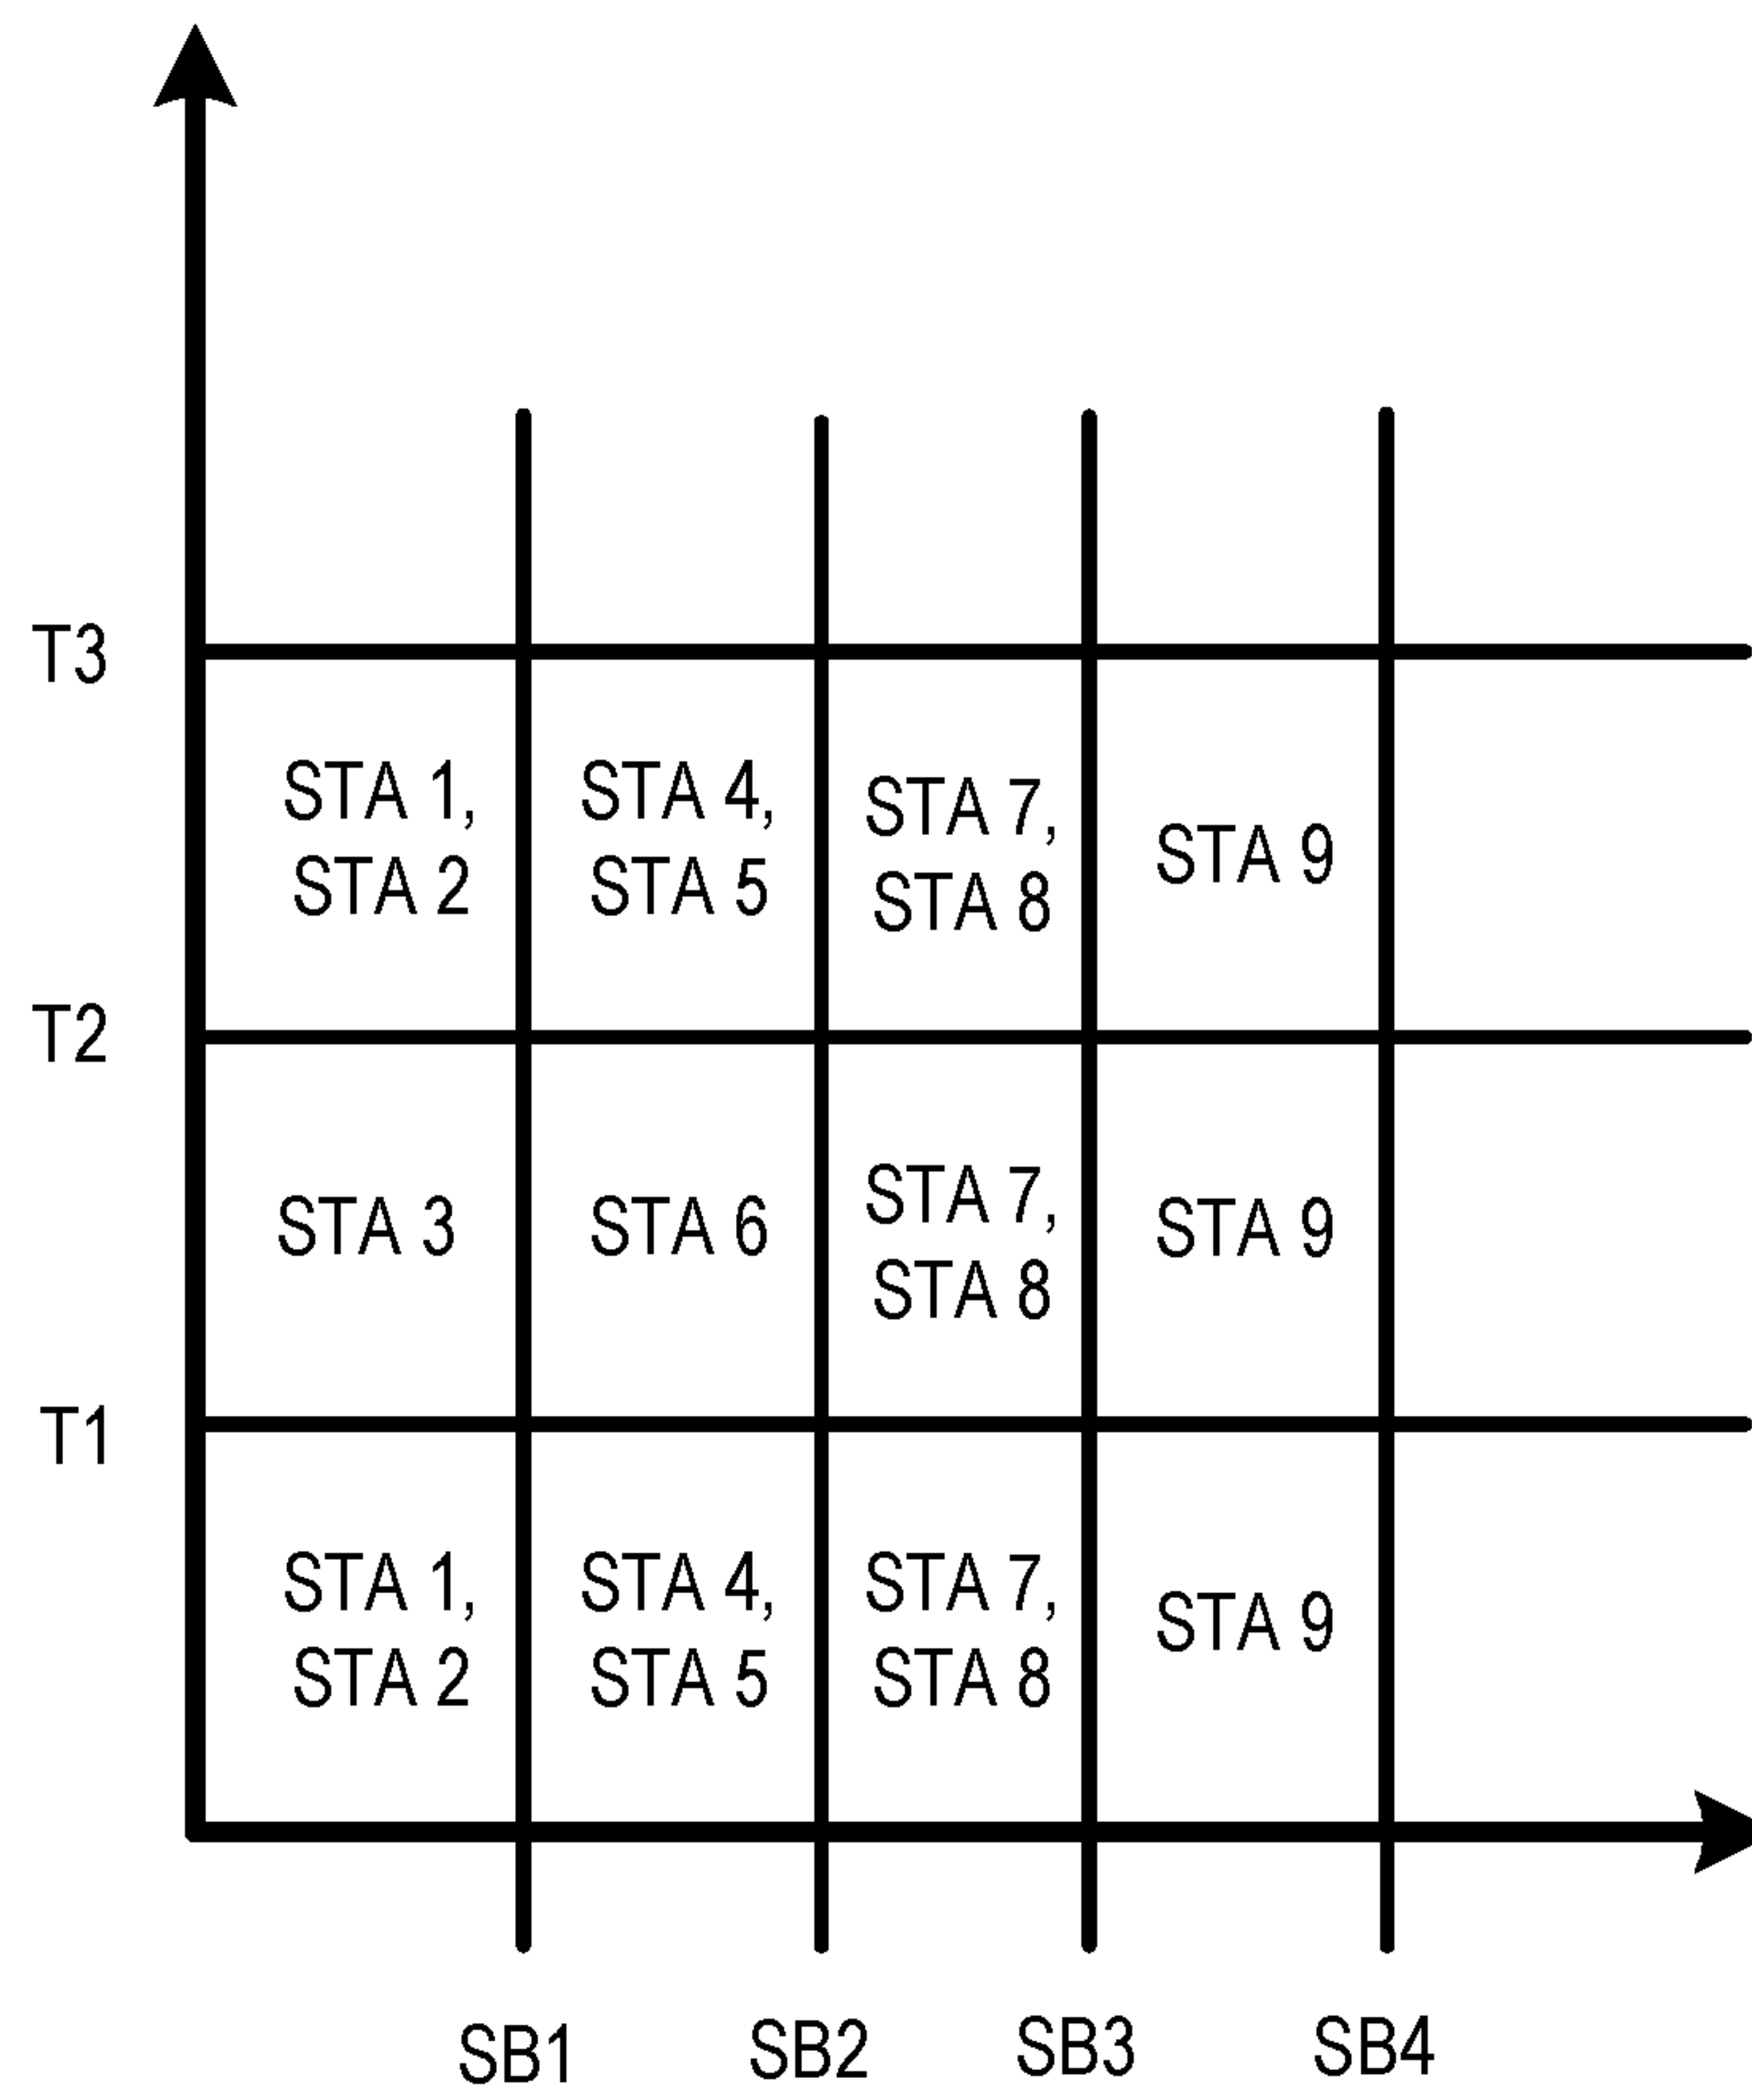 T3
STA 1,
STA 2
STA 4,
STA 5
STA 7,
STA 8
STA 9
T2
STA 3
STA 6
STA 7,
STA 8
STA 9
T1
STA 1,
STA 2
STA 4,
STA 5
STA 7,
STA 8
STA 9
SB1
SB2
SB3
SB4